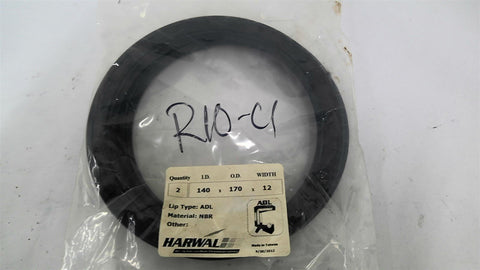 R10-C1
Quantity I.D. O.D. WIDTH
2 140 x 170 x 12
Lip Type: ADL
Material: NBR
Other:
ADL
HARWAL
Made in Taiwan